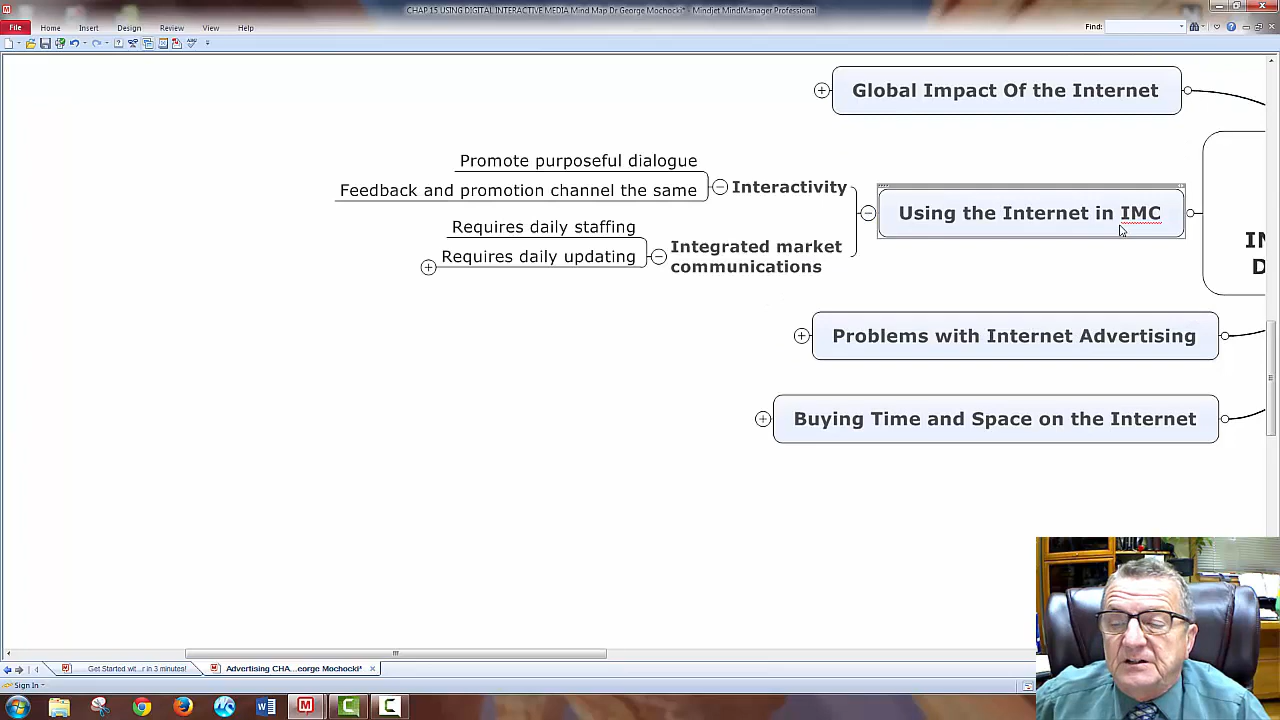 CHAP 15 USING DIGITAL INTERACTIVE MEDIA Mind Map Dr George Mochocki* - Mindjet MindManager Professional
File Home Insert Design Review View Help
Find:
Global Impact Of the Internet
Promote purposeful dialogue
Feedback and promotion channel the same
Interactivity
Using the Internet in IMC
Requires daily staffing
Requires daily updating
Integrated market
communications
Problems with Internet Advertising
Buying Time and Space on the Internet
Get Started wit...r in 3 minutes!
Advertising CHA...eorge Mochocki*
Sign In